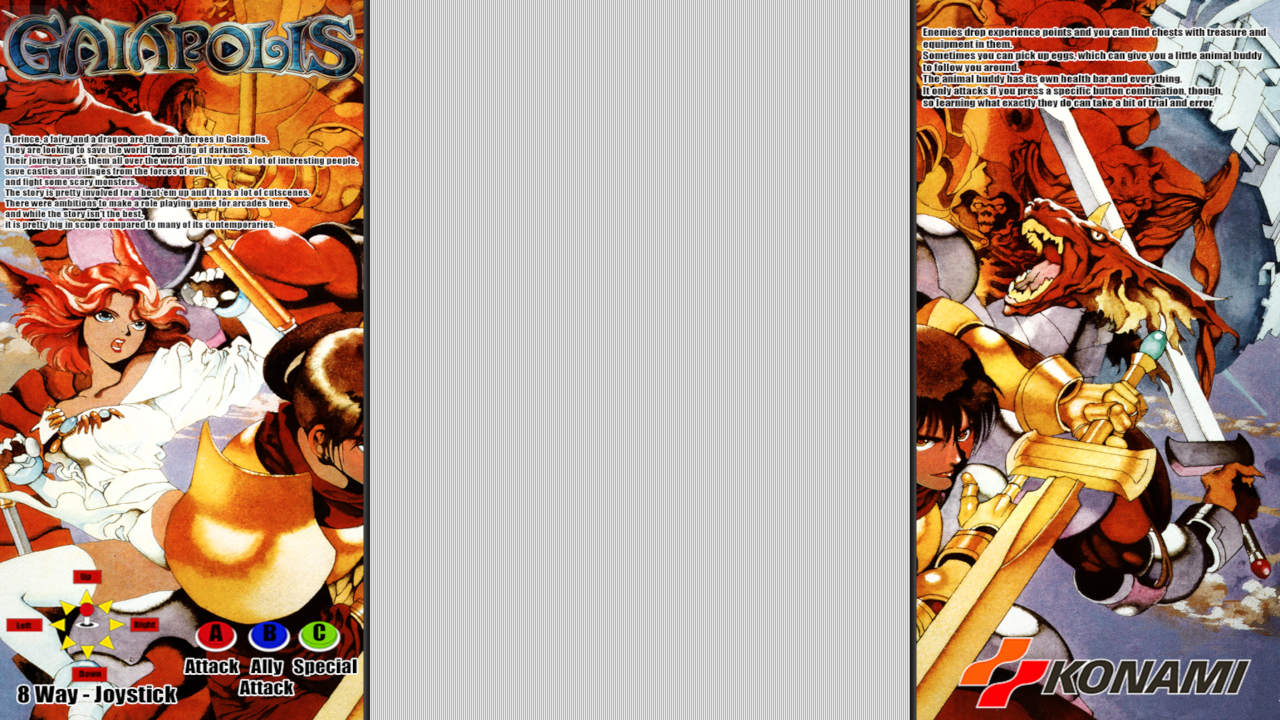 GAIAPOLIS
A prince, a fairy, and a dragon are the main heroes in Gaiapolis.
They are looking to save the world from a king of darkness.
Their journey takes them all over the world and they meet a lot of interesting people,
save castles and villages from the forces of evil,
and fight some scary monsters.
The story is pretty involved for a beat'em up and it has a lot of cutscenes.
There were ambitions to make a role playing game for arcades here,
and while the story isn't the best,
it is pretty big in scope compared to many of its contemporaries.
Up
Left
Right
Down
8 Way - Joystick
A B C
Attack Ally Special
Attack
Enemies drop experience points and you can find chests with treasure and
equipment in them.
Sometimes you can pick up eggs, which can give you a little animal buddy
to follow you around.
The animal buddy has its own health bar and everything.
It only attacks if you press a specific button combination, though,
so learning what exactly they do can take a bit of trial and error.
KONAMI